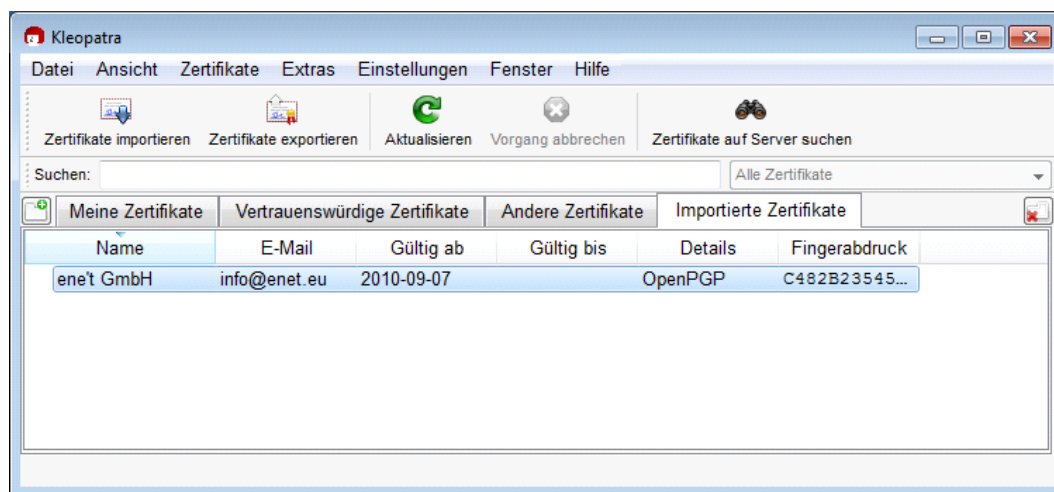 Kleopatra
Datei Ansicht Zertifikate Extras Einstellungen Fenster Hilfe
Zertifikate importieren Zertifikate exportieren Aktualisieren Vorgang abbrechen Zertifikate auf Server suchen
Suchen: Alle Zertifikate
Meine Zertifikate Vertrauenswürdige Zertifikate Andere Zertifikate Importierte Zertifikate
Name E-Mail Gültig ab Gültig bis Details Fingerabdruck
ene't GmbH info@enet.eu 2010-09-07 OpenPGP C482B23545...